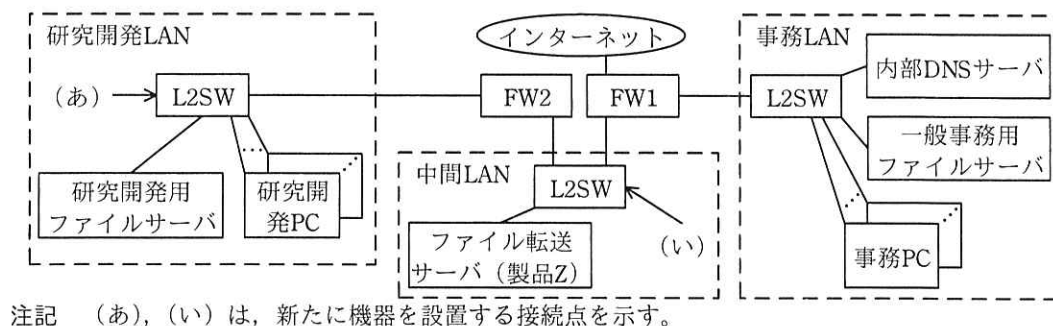 研究開発LAN
インターネット
事務LAN
(あ)
L2SW
FW2
FW1
L2SW
内部DNSサーバ
一般事務用
ファイルサーバ
中間LAN
L2SW
研究開発用
ファイルサーバ
研究開
発PC
ファイル転送
サーバ(製品Z)
(い)
事務PC
注記 (あ),(い)は,新たに機器を設置する接続点を示す。